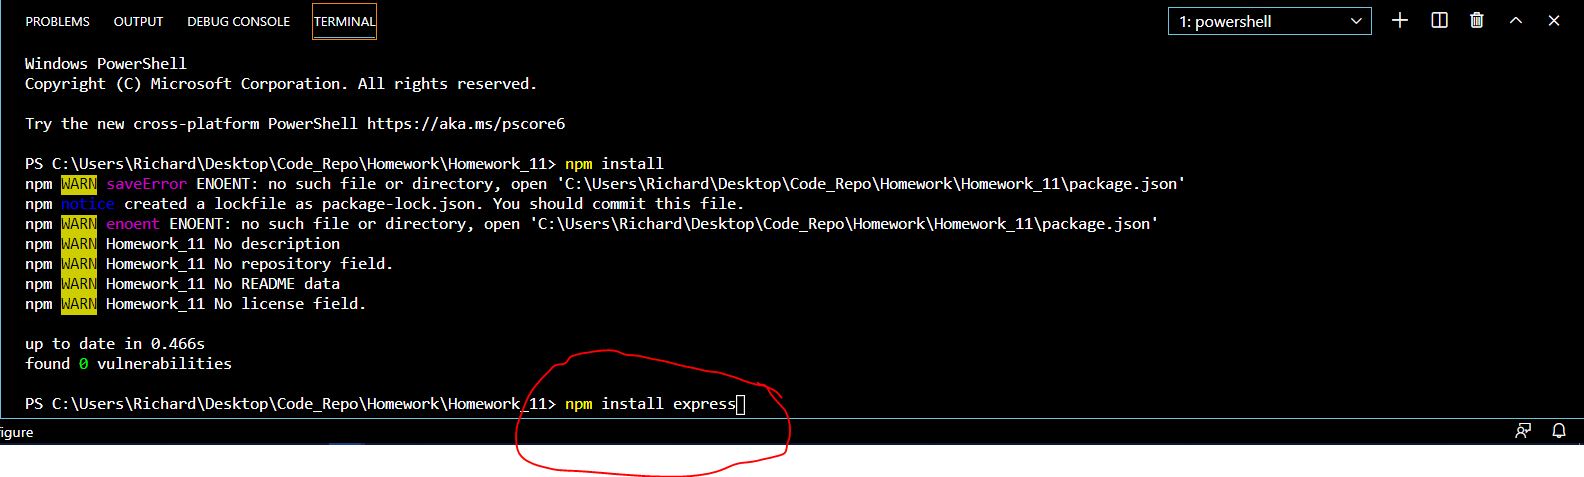 PROBLEMS OUTPUT DEBUG CONSOLE TERMINAL 1: powershell
Windows PowerShell
Copyright (C) Microsoft Corporation. All rights reserved.
Try the new cross-platform PowerShell https://aka.ms/pscore6
PS C:\Users\Richard\Desktop\Code_Repo\Homework\Homework_11> npm install
npm WARN saveError ENOENT: no such file or directory, open 'C:\Users\Richard\Desktop\Code_Repo\Homework\Homework_11\package.json'
npm notice created a lockfile as package-lock.json. You should commit this file.
npm WARN enoent ENOENT: no such file or directory, open 'C:\Users\Richard\Desktop\Code_Repo\Homework\Homework_11\package.json'
npm WARN Homework_11 No description
npm WARN Homework_11 No repository field.
npm WARN Homework_11 No README data
npm WARN Homework_11 No license field.
up to date in 0.466s
found 0 vulnerabilities
PS C:\Users\Richard\Desktop\Code_Repo\Homework\Homework_11> npm install express
igure